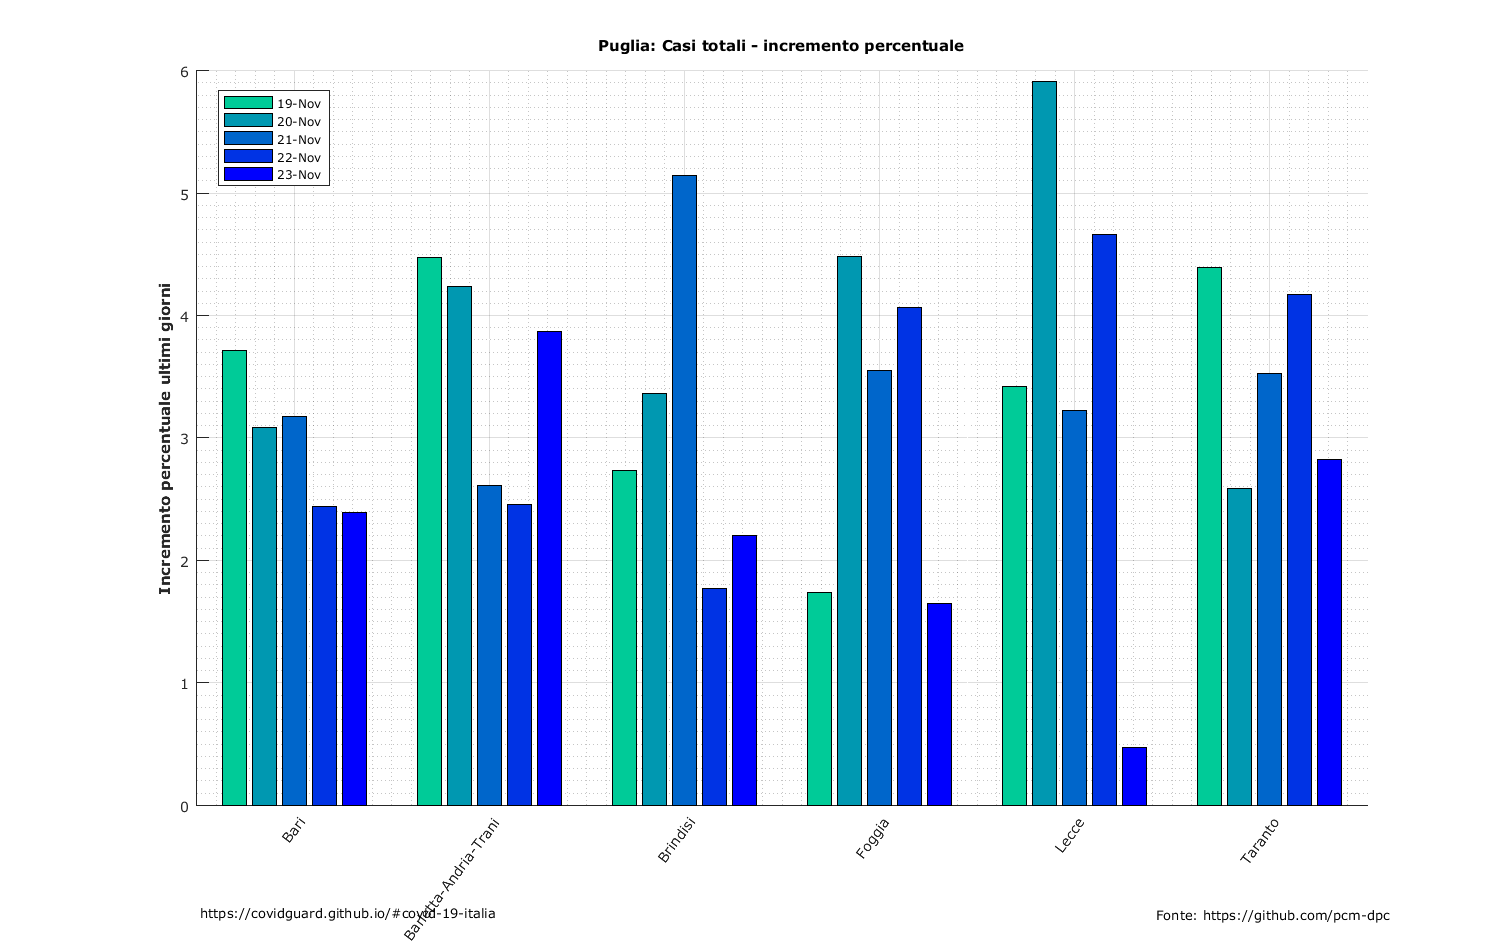 Puglia: Casi totali - incremento percentuale
Incremento percentuale ultimi giorni
6
5
4
3
2
1
0
19-Nov
20-Nov
21-Nov
22-Nov
23-Nov
Bari
Barletta-Andria-Trani
Brindisi
Foggia
Lecce
Taranto
https://covidguard.github.io/#covid-19-italia
Fonte: https://github.com/pcm-dpc